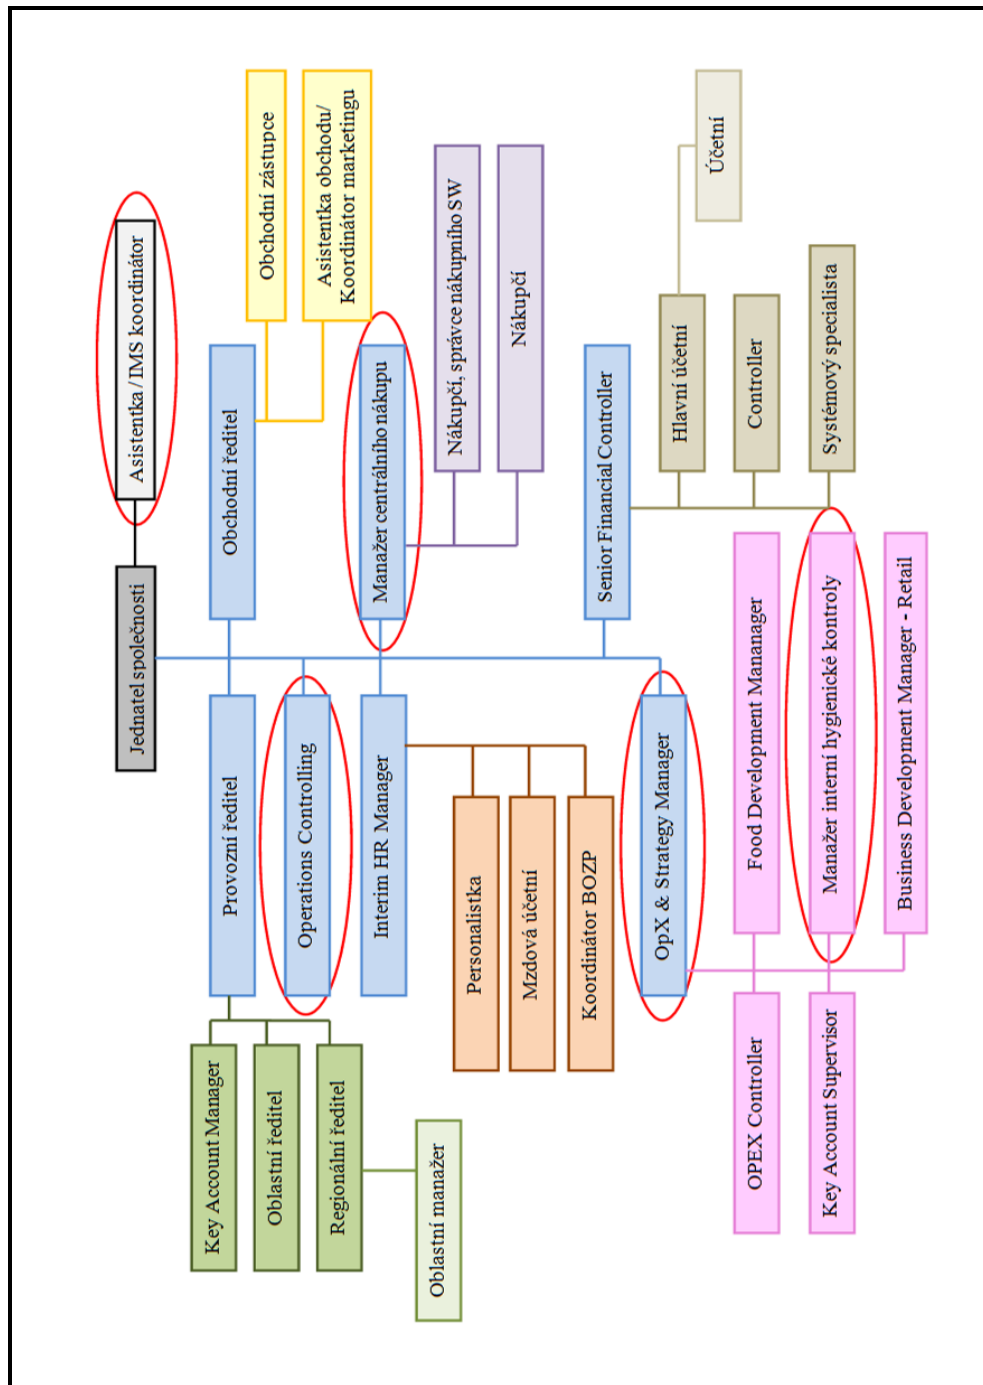 Jednatel společnosti
Asistentka / IMS koordinátor
Provozní ředitel
Obchodní ředitel
Operations Controlling
Interim HR Manager
Manažer centrálního nákupu
Senior Financial Controller
OpX & Strategy Manager
Key Account Manager
Oblastní ředitel
Regionální ředitel
Oblastní manažer
Obchodní zástupce
Asistentka obchodu/
Koordinátor marketingu
Personalistka
Mzdová účetní
Koordinátor BOZP
Nákupčí, správce nákupního SW
Nákupčí
Hlavní účetní
Účetní
Controller
Systémový specialista
OPEX Controller
Food Development Mananager
Key Account Supervisor
Manažer interní hygienické kontroly
Business Development Manager - Retail